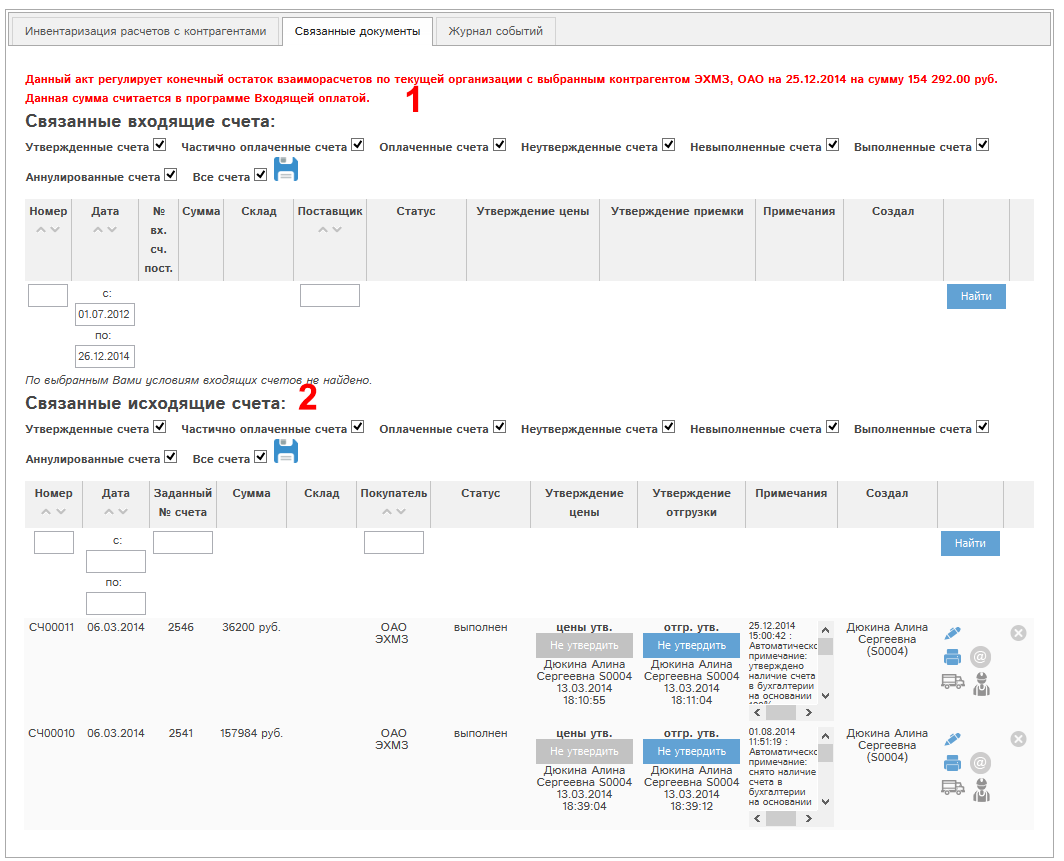 Инвентаризация расчетов с контрагентами Связанные документы Журнал событий
Данный акт регулирует конечный остаток взаиморасчетов по текущей организации с выбранным контрагентом ЭХМЗ, ОАО на 25.12.2014 на сумму 154 292.00 руб.
Данная сумма считается в программе Входящей оплатой. 1
Связанные входящие счета:
Утвержденные счета Частично оплаченные счета Оплаченные счета Неутвержденные счета Невыполненные счета Выполненные счета
Аннулированные счета Все счета
Номер Дата № Сумма Склад Поставщик Статус Утверждение цены Утверждение приемки Примечания Создал
вх.
сч.
пост.
с: Найти
01.07.2012
по:
26.12.2014
По выбранным Вами условиям входящих счетов не найдено.
Связанные исходящие счета: 2
Утвержденные счета Частично оплаченные счета Оплаченные счета Неутвержденные счета Невыполненные счета Выполненные счета
Аннулированные счета Все счета
Номер Дата Заданный Сумма Склад Покупатель Статус Утверждение Утверждение Примечания Создал
№ счета цены отгрузки
с: Найти
по:
СЧ00011 06.03.2014 2546 36200 руб. ОАО выполнен цены утв. отгр. утв. 25.12.2014 Дюкина Алина
ЭХМЗ Не утвердить Не утвердить 15:00:42 : Сергеевна
Автоматическо (S0004)
примечание:
Дюкина Алина Дюкина Алина утверждено
Сергеевна S0004 Сергеевна S0004 наличие счета
13.03.2014 13.03.2014 в бухгалтерии
18:10:55 18:11:04 на основании
СЧ00010 06.03.2014 2541 157984 руб. ОАО выполнен цены утв. отгр. утв. 01.08.2014 Дюкина Алина
ЭХМЗ Не утвердить Не утвердить 11:51:19 : Сергеевна
Автоматическо (S0004)
примечание:
Дюкина Алина Дюкина Алина снято наличие
Сергеевна S0004 Сергеевна S0004 счета в
13.03.2014 13.03.2014 бухгалтерии
18:39:04 18:39:12 на основании